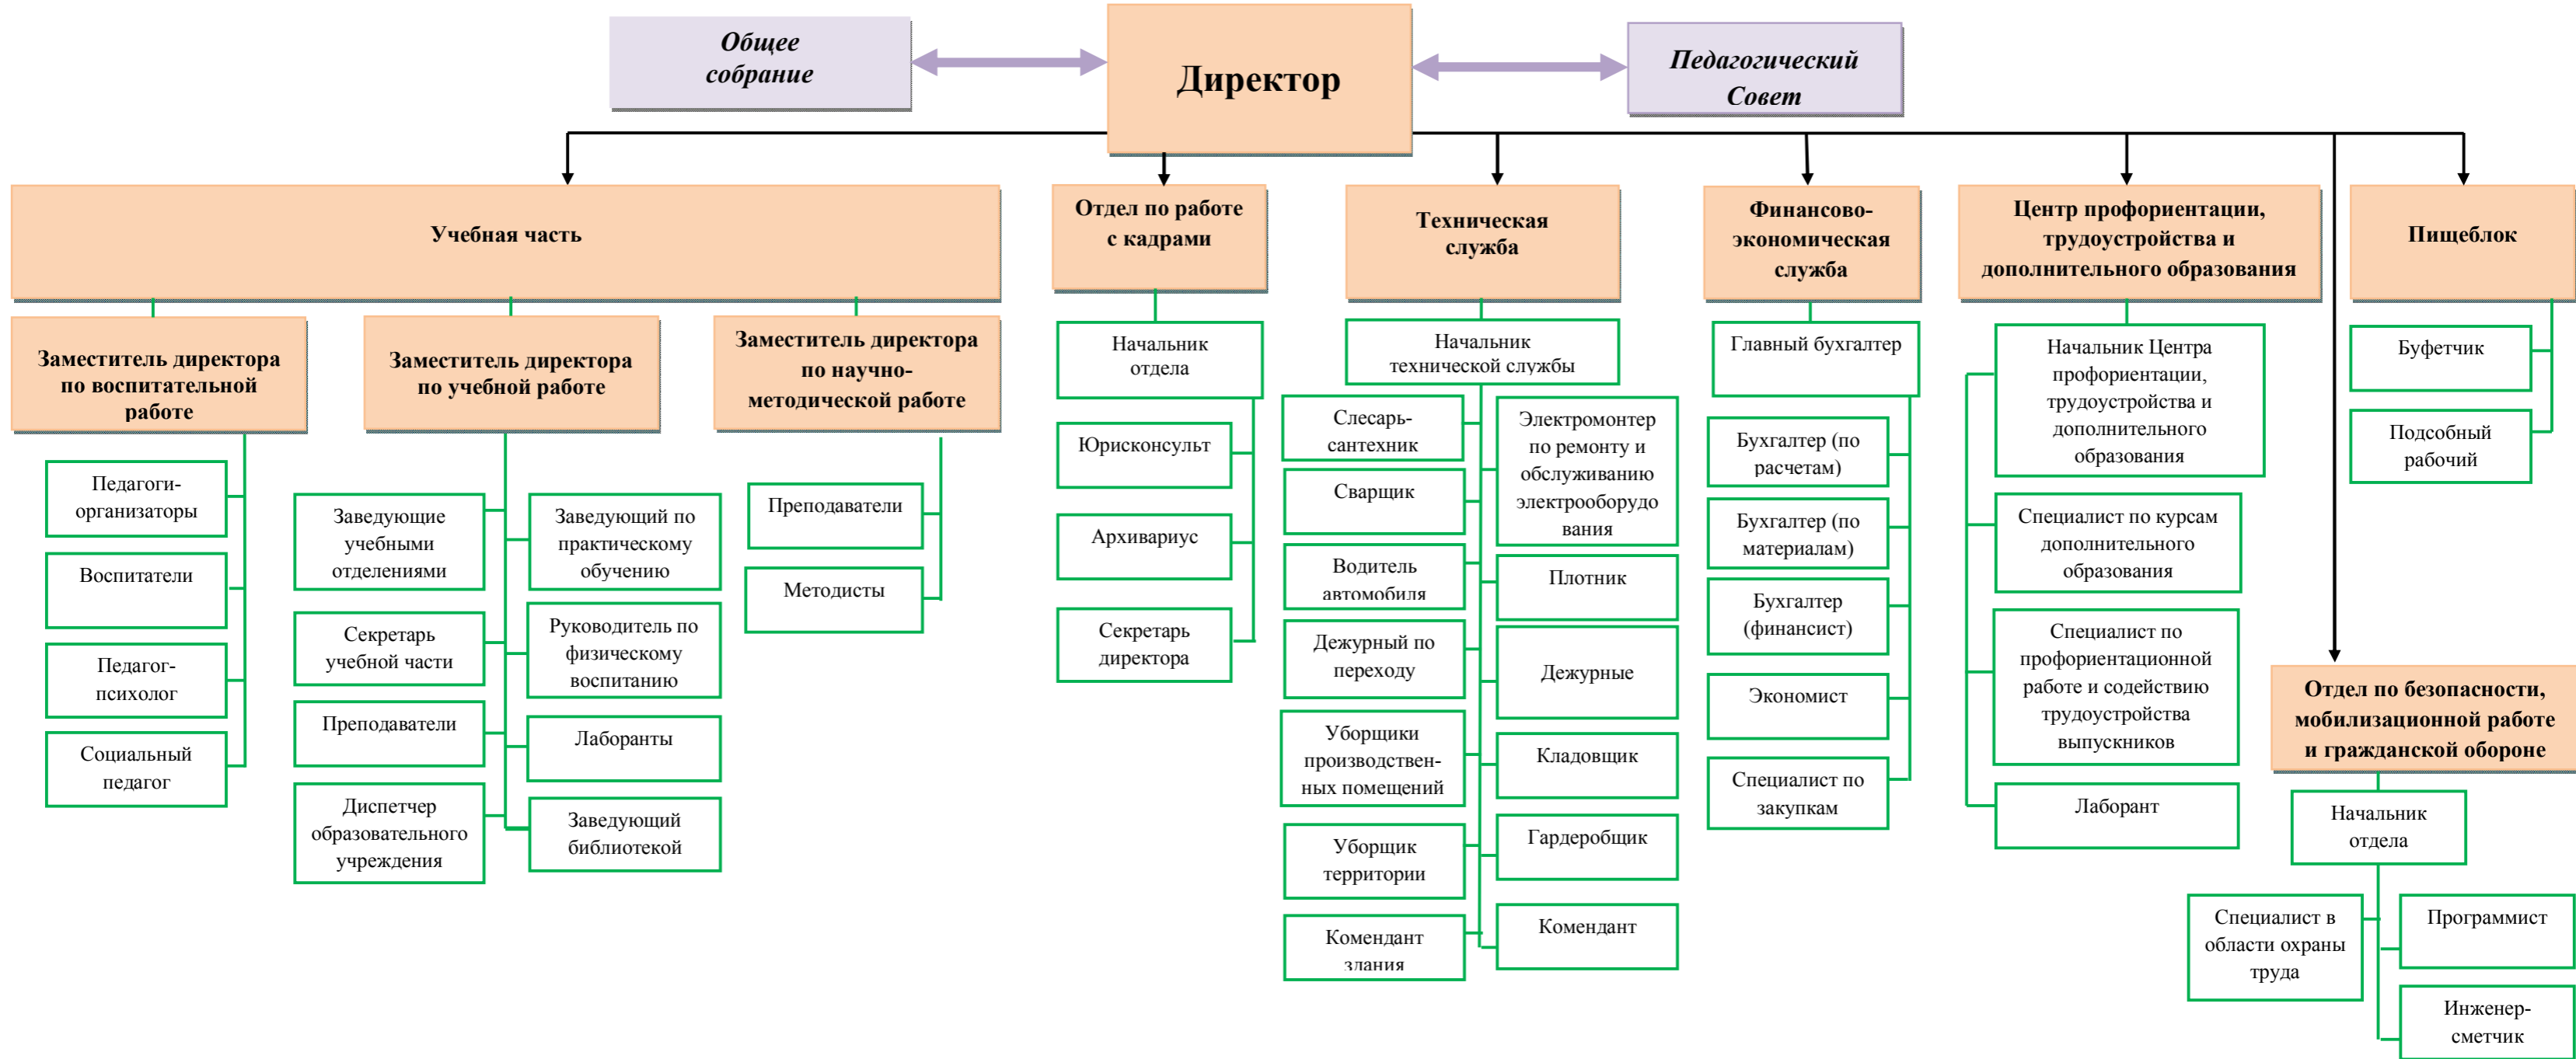 Общее
собрание
Директор
Педагогический
Совет
Учебная часть
Отдел по работе
с кадрами
Техническая
служба
Финансово-
экономическая
служба
Центр профориентации,
трудоустройства и
дополнительного образования
Пищеблок
Заместитель директора
по воспитательной
работе
Заместитель директора
по учебной работе
Заместитель директора
по научно-
методической работе
Педагоги-
организаторы
Воспитатели
Педагог-
психолог
Социальный
педагог
Заведующие
учебными
отделениями
Секретарь
учебной части
Преподаватели
Диспетчер
образовательного
учреждения
Заведующий по
практическому
обучению
Руководитель по
физическому
воспитанию
Лаборанты
Заведующий
библиотекой
Преподаватели
Методисты
Начальник
отдела
Юрисконсульт
Архивариус
Секретарь
директора
Начальник
технической службы
Слесарь-
сантехник
Сварщик
Водитель
автомобиля
Дежурный по
переходу
Уборщики
производствен-
ных помещений
Уборщик
территории
Комендант
здания
Электромонтер
по ремонту и
обслуживанию
электрооборудо
вания
Плотник
Дежурные
Кладовщик
Гардеробщик
Комендант
Главный бухгалтер
Бухгалтер (по
расчетам)
Бухгалтер (по
материалам)
Бухгалтер
(финансист)
Экономист
Специалист по
закупкам
Начальник Центра
профориентации,
трудоустройства и
дополнительного
образования
Специалист по курсам
дополнительного
образования
Специалист по
профориентационной
работе и содействию
трудоустройства
выпускников
Лаборант
Буфетчик
Подсобный
рабочий
Отдел по безопасности,
мобилизационной работе
и гражданской обороне
Начальник
отдела
Специалист в
области охраны
труда
Программист
Инженер-
сметчик